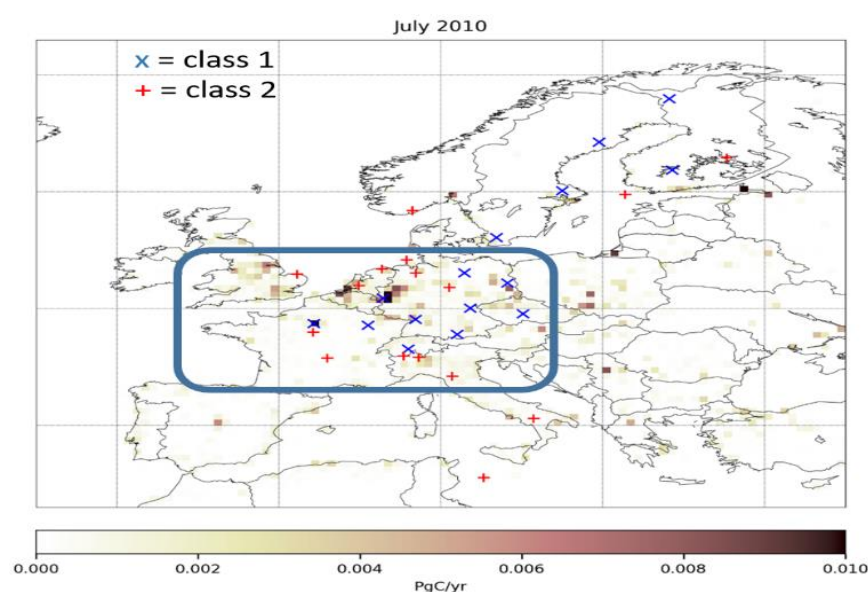 July 2010
x = class 1
+ = class 2
0.000 0.002 0.004 0.006 0.008 0.010
PgC/yr